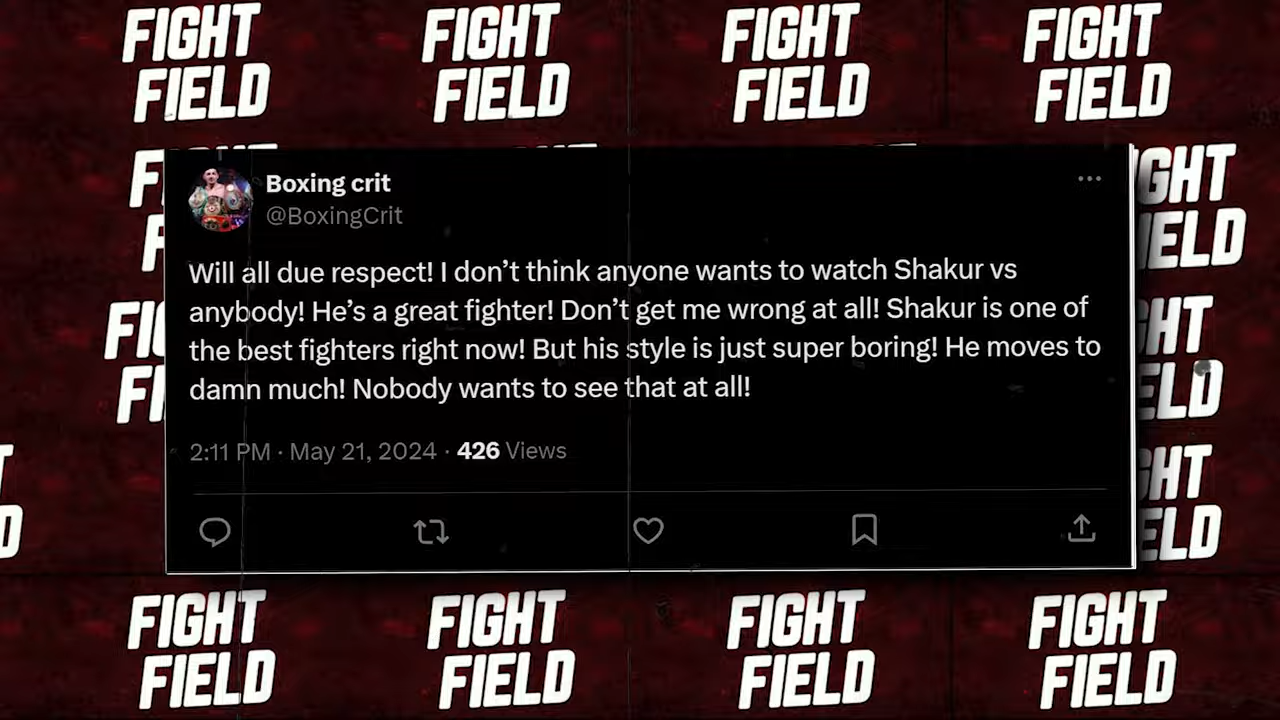 FIGHT FIGHT FIGHT FIGHT
FIELD FIELD FIELD FIELD
Boxing crit
@BoxingCrit
Will all due respect! I don't think anyone wants to watch Shakur vs
anybody! He's a great fighter! Don't get me wrong at all! Shakur is one of
the best fighters right now! But his style is just super boring! He moves to
damn much! Nobody wants to see that at all!
2:11 PM · May 21, 2024 · 426 Views
FIGHT FIGHT FIGHT FIGHT
FIELD FIELD FIELD FIELD